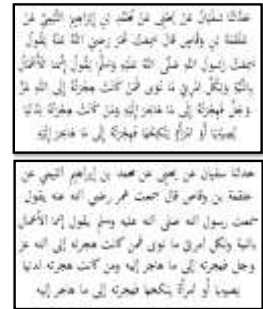 حدثنا سفيان عن يحيى عن محمد بن إبراهيم التيمي عن
علقمة بن وقاص قال سمعت عمر رضي الله عنه يقول
سمعت رسول الله صلى الله عليه وسلم يقول إنما الأعمال
بالنية ولكل امرئ ما نوى فمن كانت هجرته إلى الله عز
وجل فهجرته إلى ما هاجر إليه ومن كانت هجرته لدنيا
يصيبها أو امرأة ينكحها فهجرته إلى ما هاجر إليه
حدثنا سفيان عن يحيى عن محمد بن إبراهيم التيمي عن
علقمة بن وقاص قال سمعت عمر رضي الله عنه يقول
سمعت رسول الله صلى الله عليه وسلم يقول إنما الأعمال
بالنية ولكل امرئ ما نوى فمن كانت هجرته إلى الله عز
وجل فهجرته إلى ما هاجر إليه ومن كانت هجرته لدنيا
يصيبها أو امرأة ينكحها فهجرته إلى ما هاجر إليه